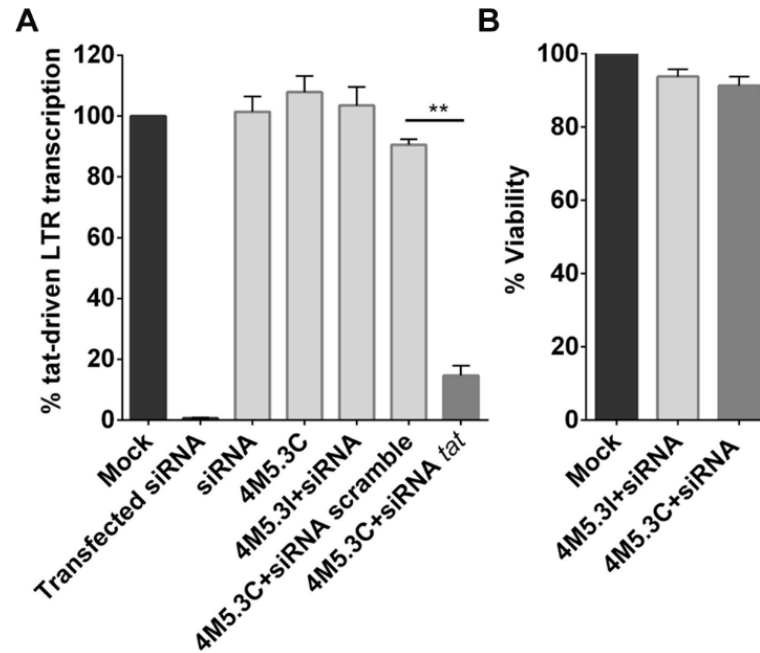 A
% tat-driven LTR transcription
120
100
80
60
40
20
0
**
Mock
Transfected siRNA
siRNA
4M5.3C
4M5.3I+siRNA
4M5.3C+siRNA scramble
4M5.3C+siRNA tat
B
% Viability
100
80
60
40
20
0
Mock
4M5.3I+siRNA
4M5.3C+siRNA